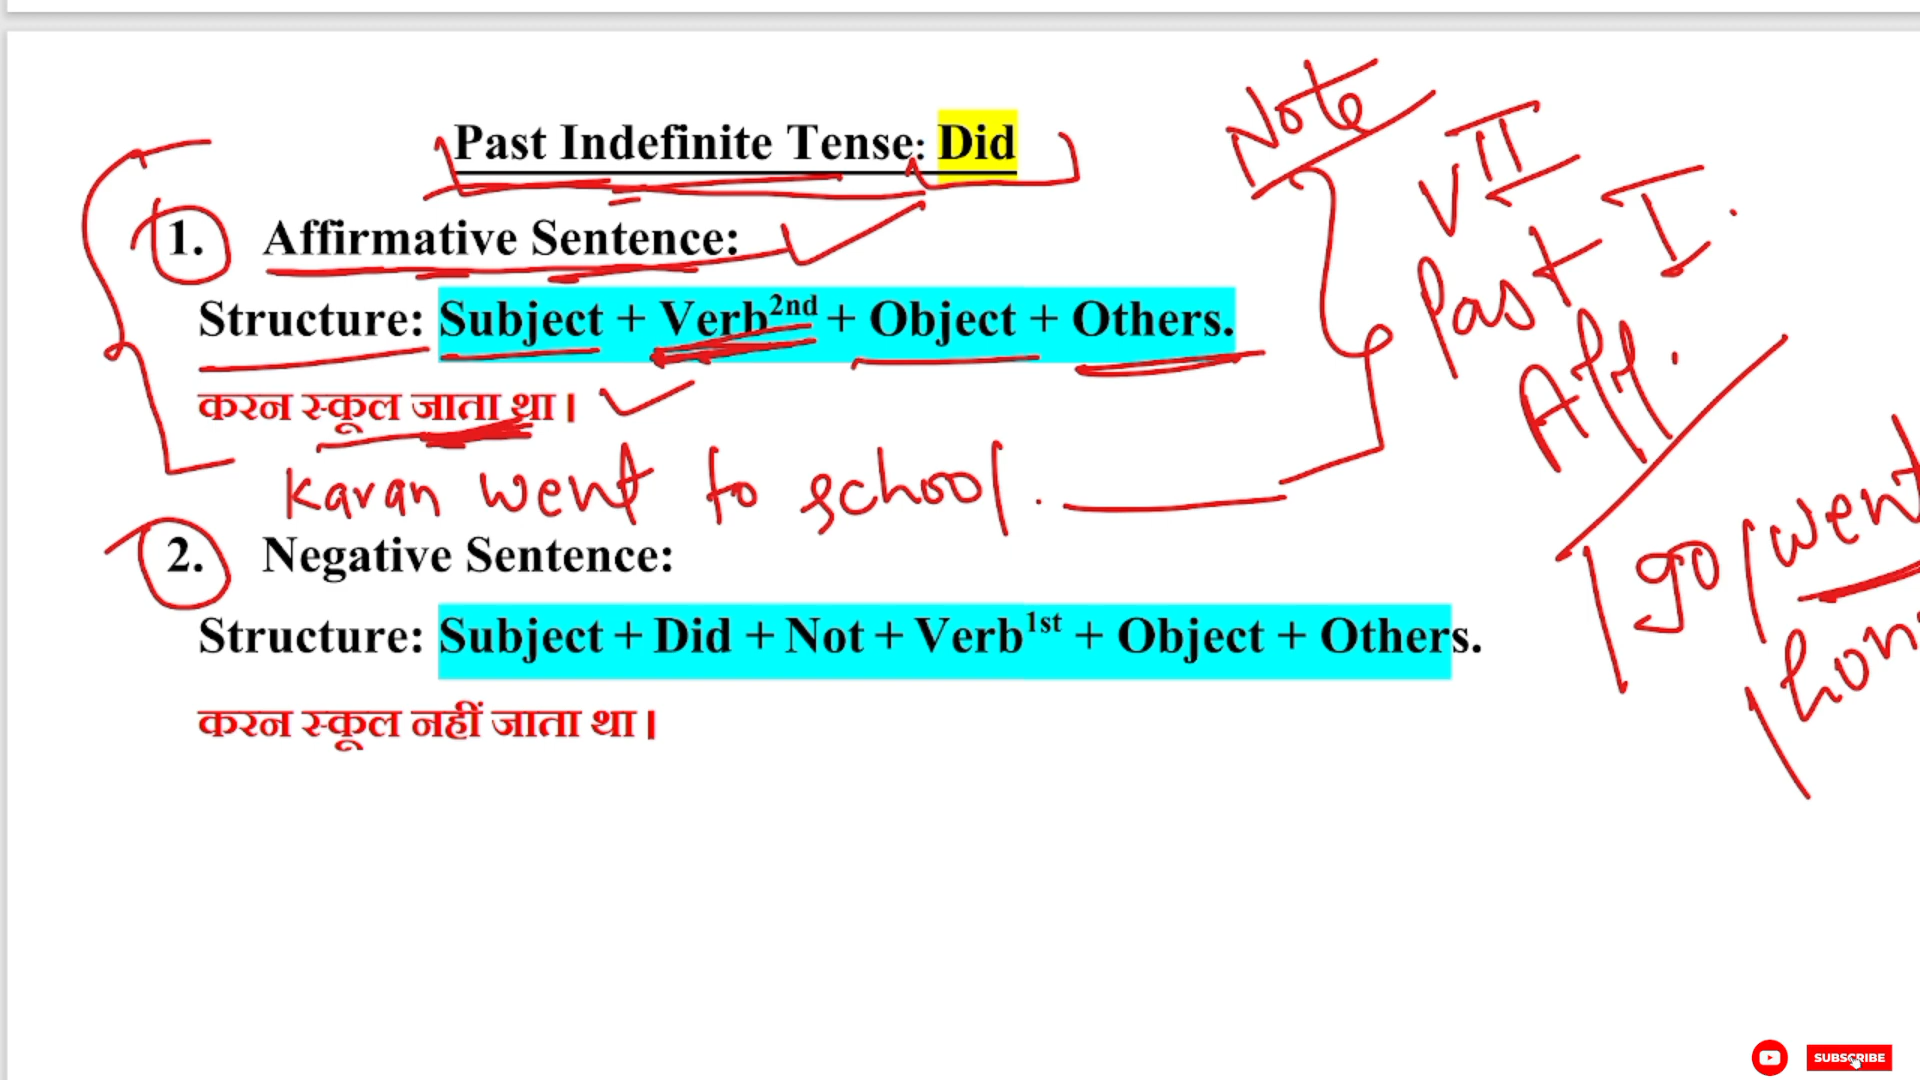 Past Indefinite Tense: Did
1. Affirmative Sentence:
Structure: Subject + Verb2nd + Object + Others.
करन स्कूल जाता था।
Karan went to school.
2. Negative Sentence:
Structure: Subject + Did + Not + Verb1st + Object + Others.
करन स्कूल नहीं जाता था।
Note
V II
Past I.
Aff.
go / went
SUBSCRIBE